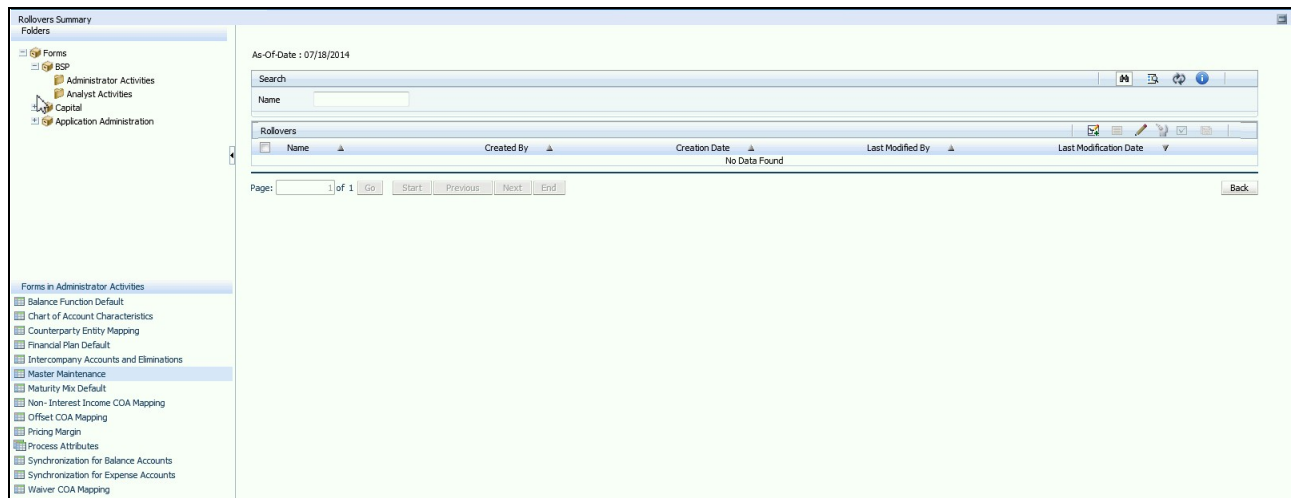 Rollovers Summary
Folders
Forms
BSP
Administrator Activities
Analyst Activities
Capital
Application Administration
Forms in Administrator Activities
Balance Function Default
Chart of Account Characteristics
Counterparty Entity Mapping
Financial Plan Default
Intercompany Accounts and Eliminations
Master Maintenance
Maturity Mix Default
Non- Interest Income COA Mapping
Offset COA Mapping
Pricing Margin
Process Attributes
Synchronization for Balance Accounts
Synchronization for Expense Accounts
Waiver COA Mapping
As-Of-Date : 07/18/2014
Search
Name
Rollovers
Name Created By Creation Date Last Modified By Last Modification Date
No Data Found
Page: 1 of 1 Go Start Previous Next End Back